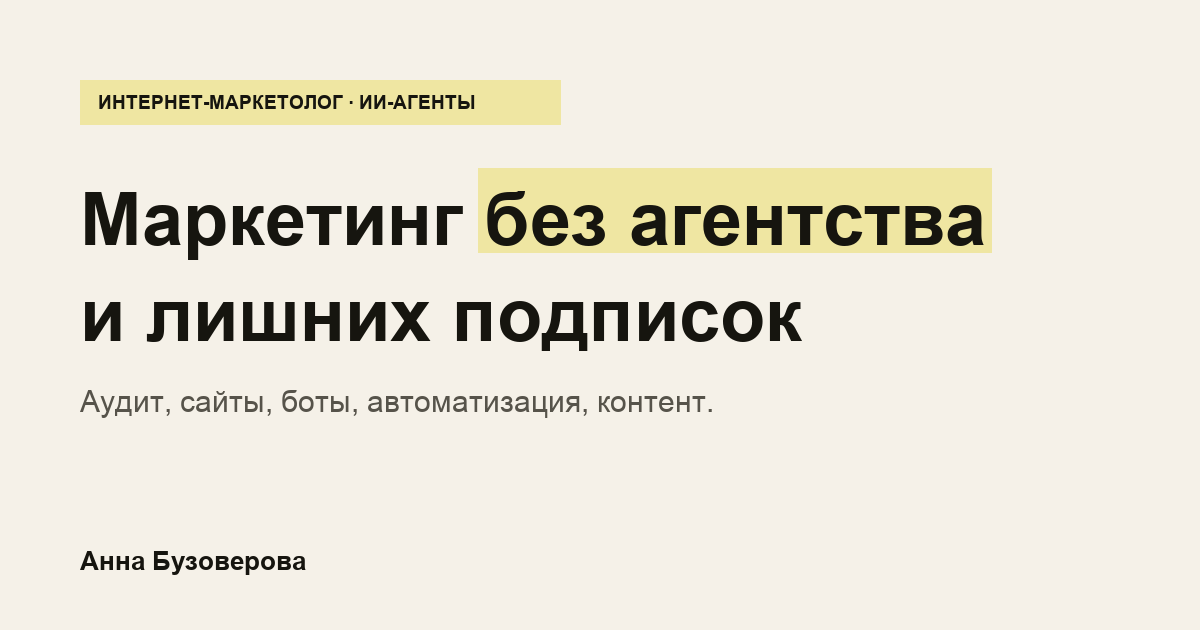 ИНТЕРНЕТ-МАРКЕТОЛОГ · ИИ-АГЕНТЫ
Маркетинг без агентства
и лишних подписок
Аудит, сайты, боты, автоматизация, контент.
Анна Бузоверова